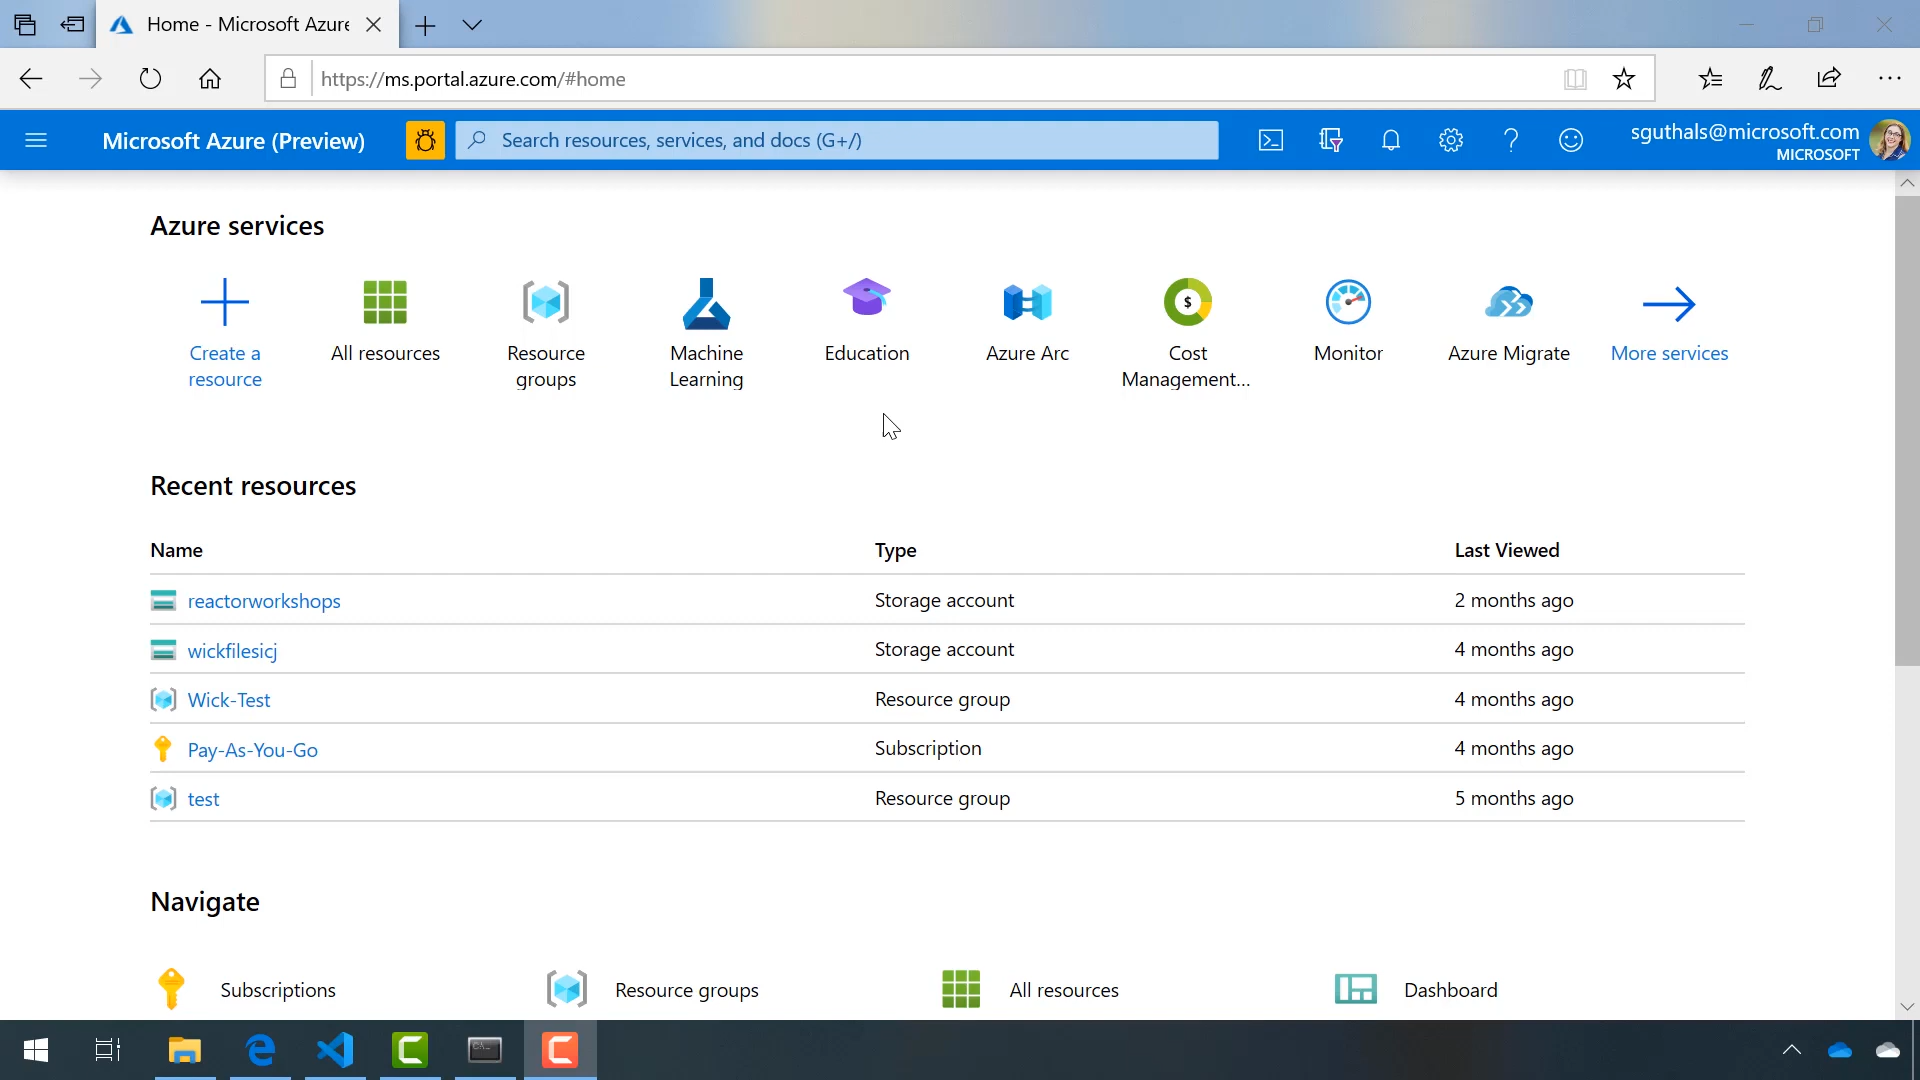 Home - Microsoft Azure
https://ms.portal.azure.com/#home
Microsoft Azure (Preview)
Search resources, services, and docs (G+/)
sguthals@microsoft.com
MICROSOFT
Azure services
Create a resource
All resources
Resource groups
Machine Learning
Education
Azure Arc
$
Cost Management...
Monitor
Azure Migrate
More services
Recent resources
Name Type Last Viewed
reactorworkshops Storage account 2 months ago
wickfilesicj Storage account 4 months ago
Wick-Test Resource group 4 months ago
Pay-As-You-Go Subscription 4 months ago
test Resource group 5 months ago
Navigate
Subscriptions Resource groups All resources Dashboard